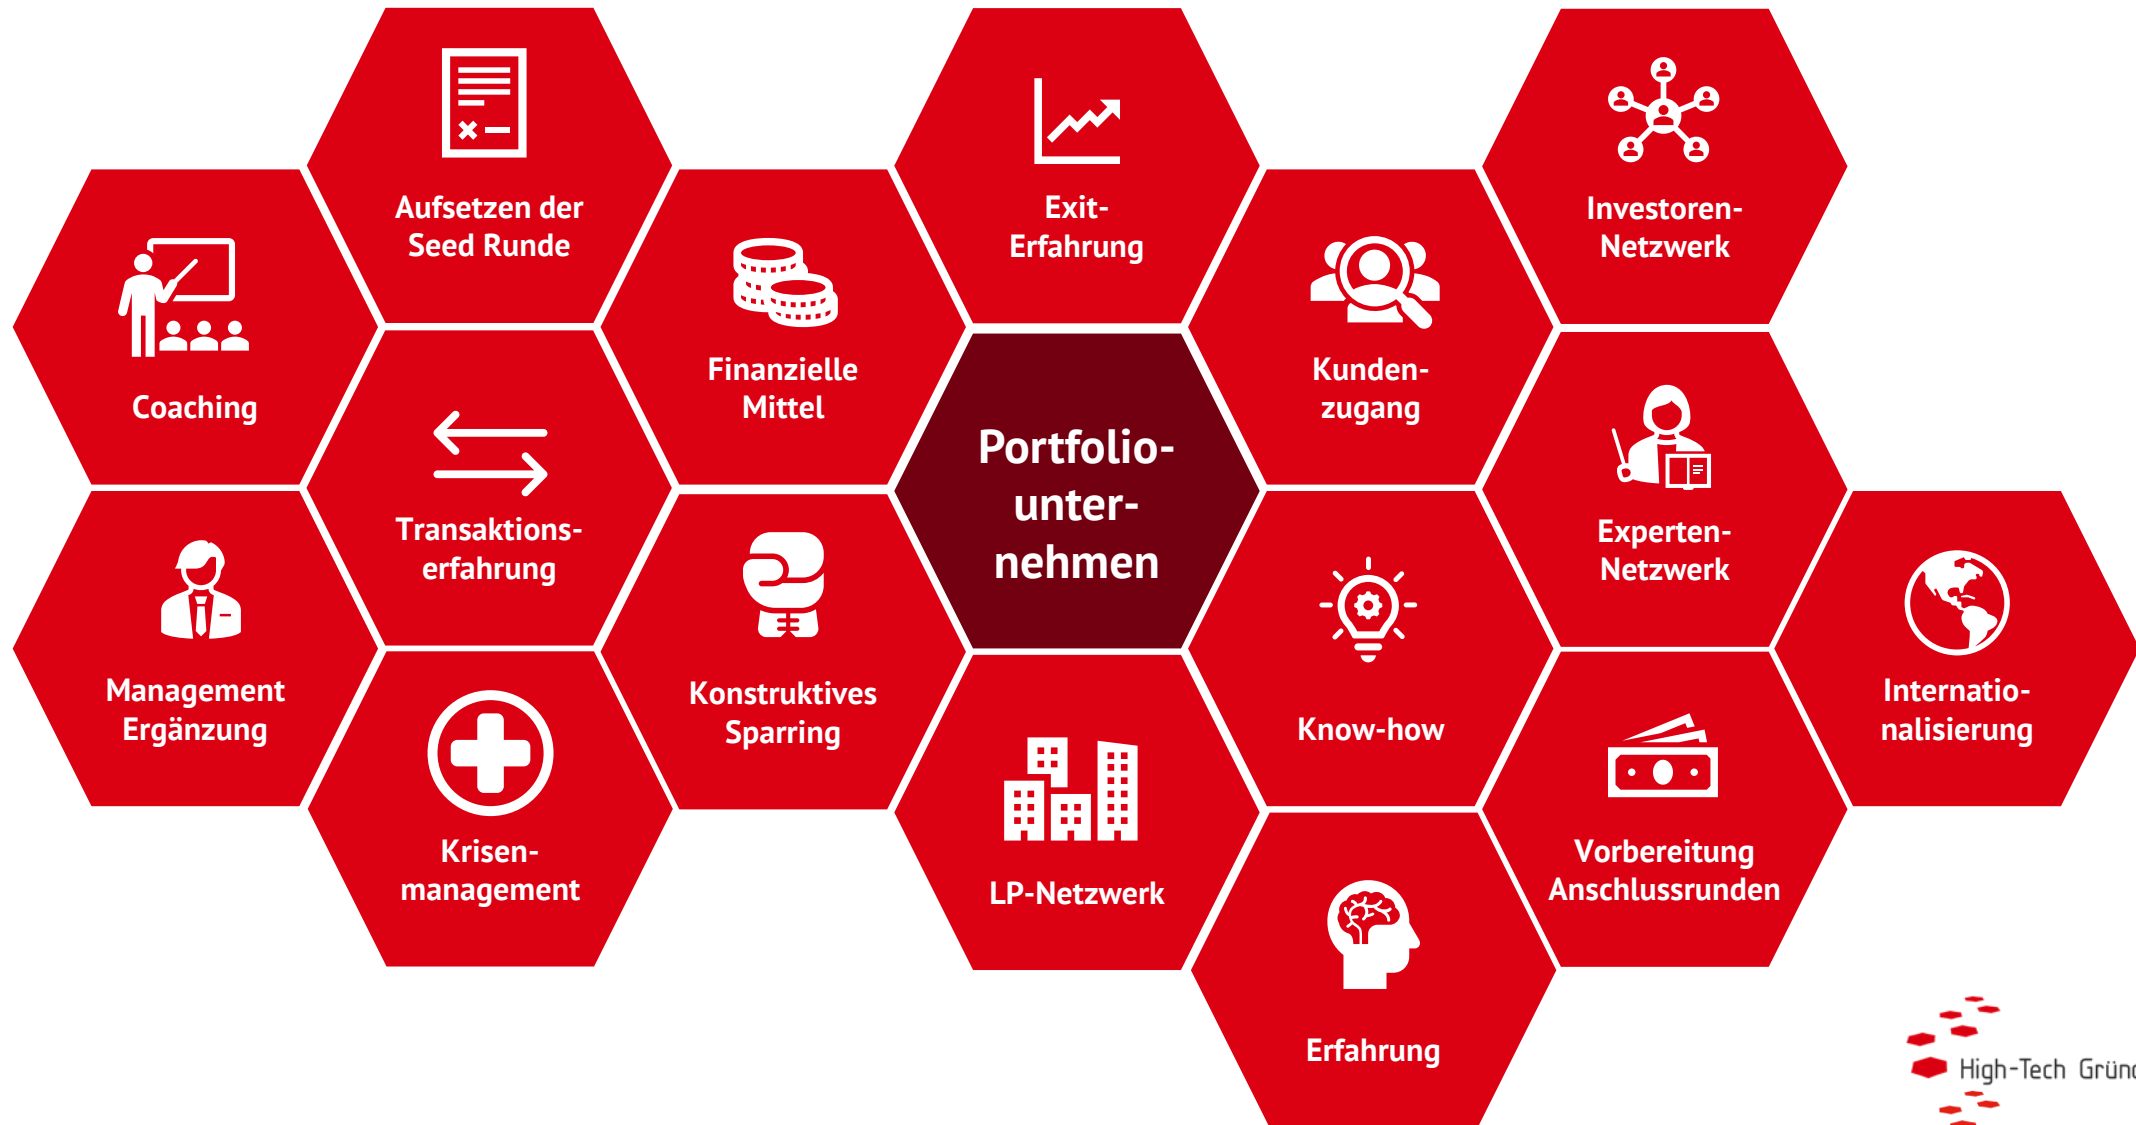 Aufsetzen der
Seed Runde
Exit-
Erfahrung
Investoren-
Netzwerk
Coaching
Finanzielle
Mittel
Kunden-
zugang
Transaktions-
erfahrung
Portfolio-
unter-
nehmen
Experten-
Netzwerk
Management
Ergänzung
Konstruktives
Sparring
Know-how
Internatio-
nalisierung
Krisen-
management
LP-Netzwerk
Vorbereitung
Anschlussrunden
Erfahrung
High-Tech